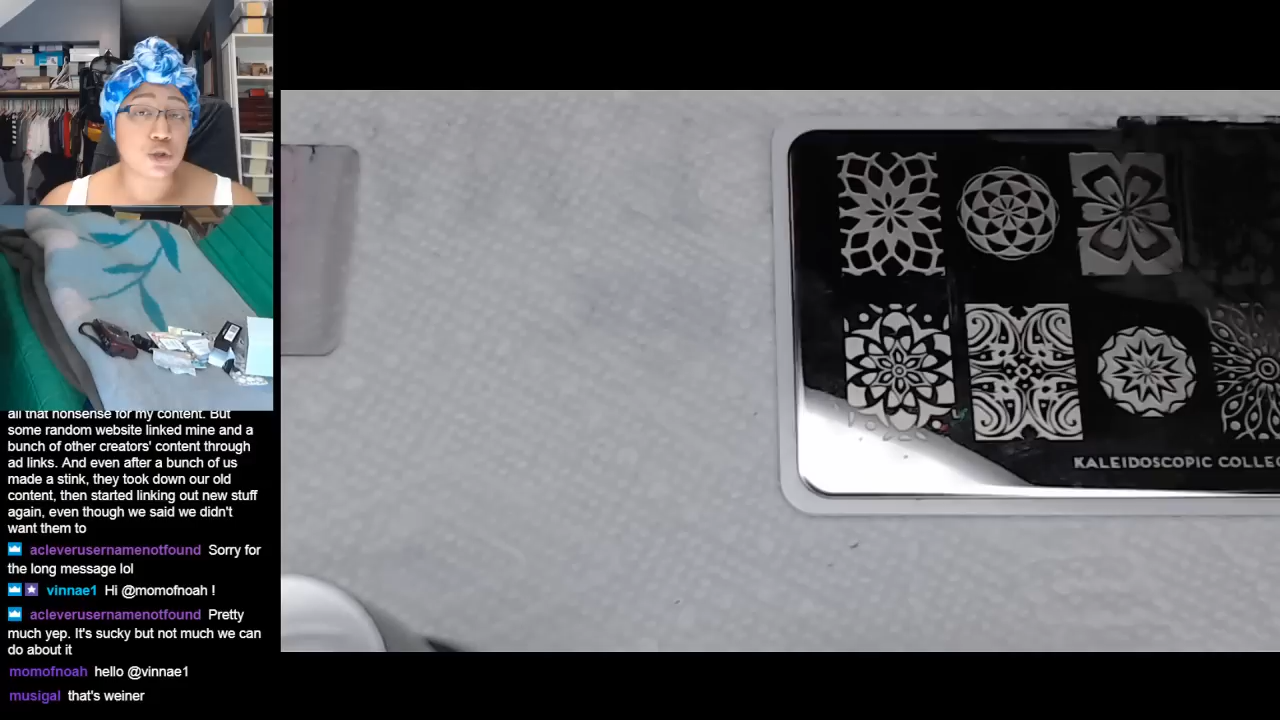 all that nonsense for my content. But
some random website linked mine and a
bunch of other creators' content through
ad links. And even after a bunch of us
made a stink, they took down our old
content, then started linking out new stuff
again, even though we said we didn't
want them to
acleverusernamenotfound Sorry for
the long message lol
vinnae1 Hi @momofnoah !
acleverusernamenotfound Pretty
much yep. It's sucky but not much we can
do about it
momofnoah hello @vinnae1
musigal that's weiner
KALEIDOSCOPIC COLLEC